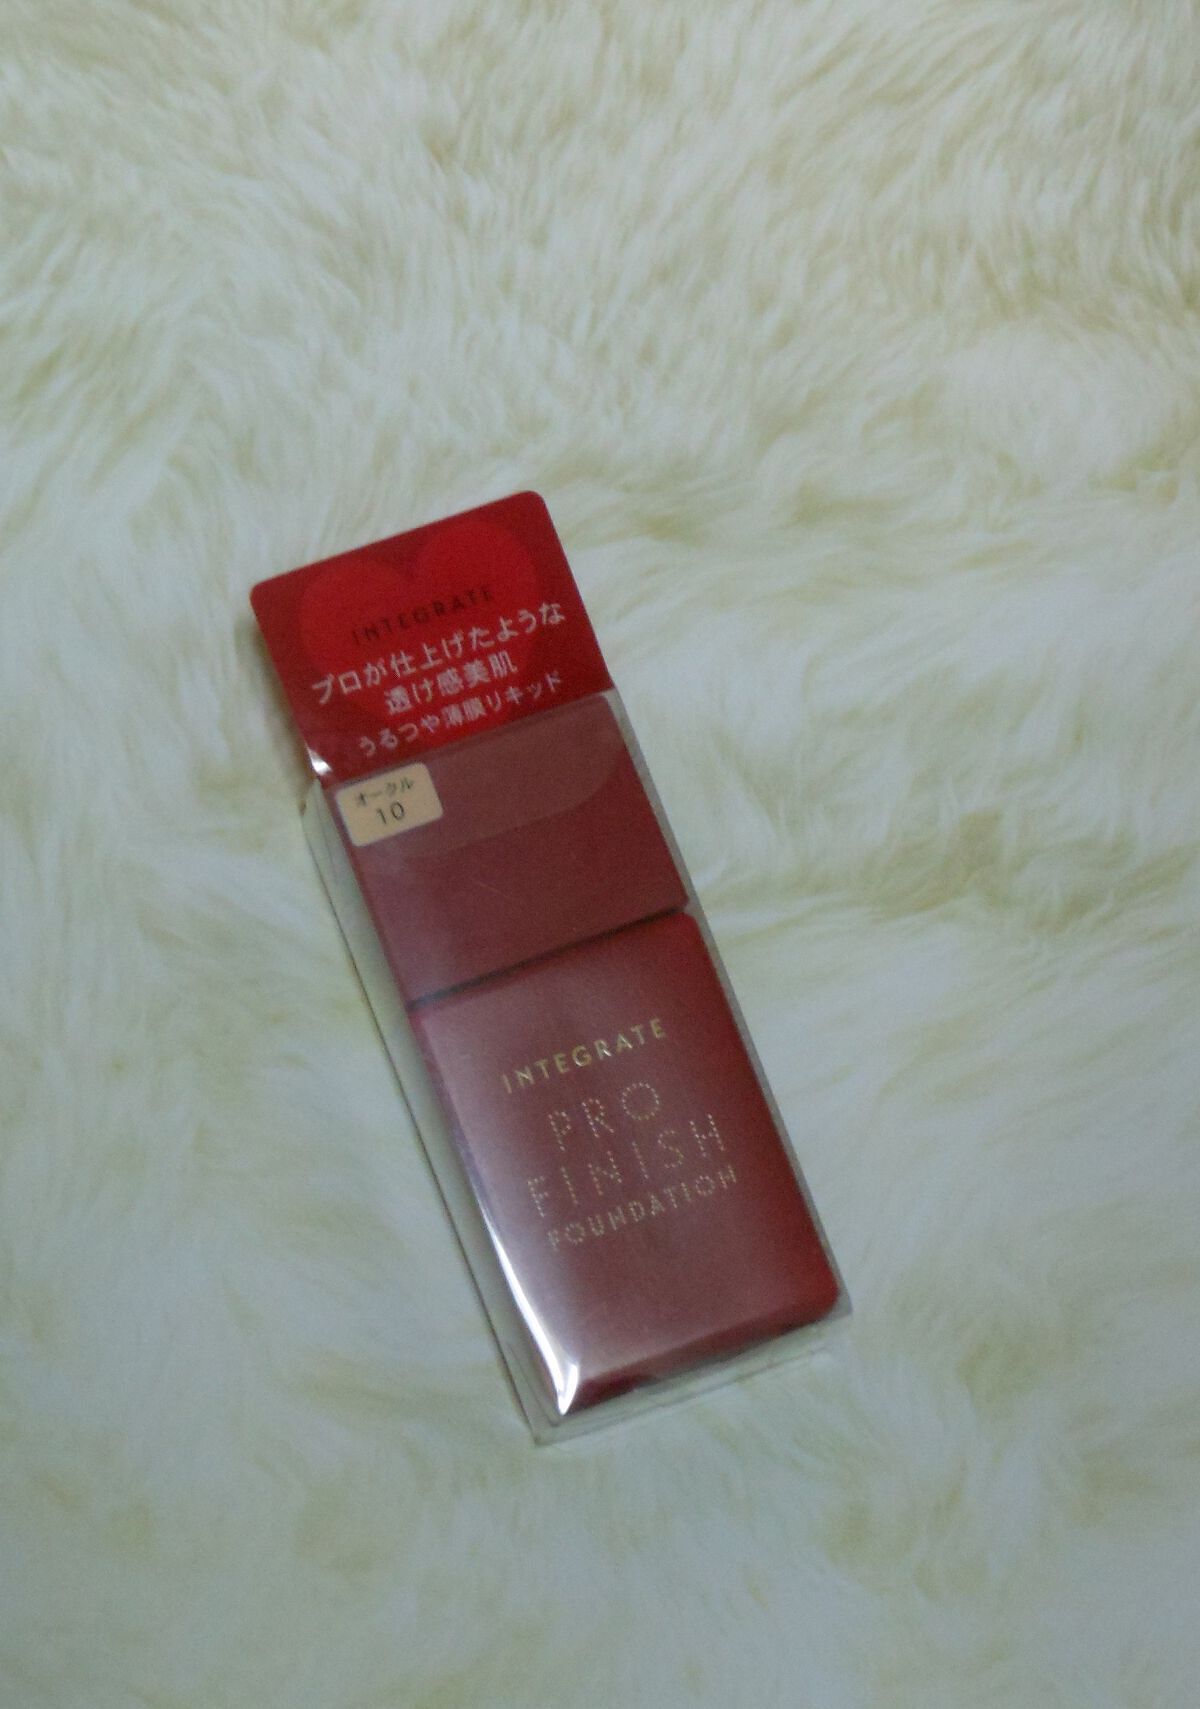 INTEGRATE
プロが仕上げたような
透け感美肌
うるつや薄膜リキッド
オークル
10
INTEGRATE
PRO
FINISH
FOUNDATION